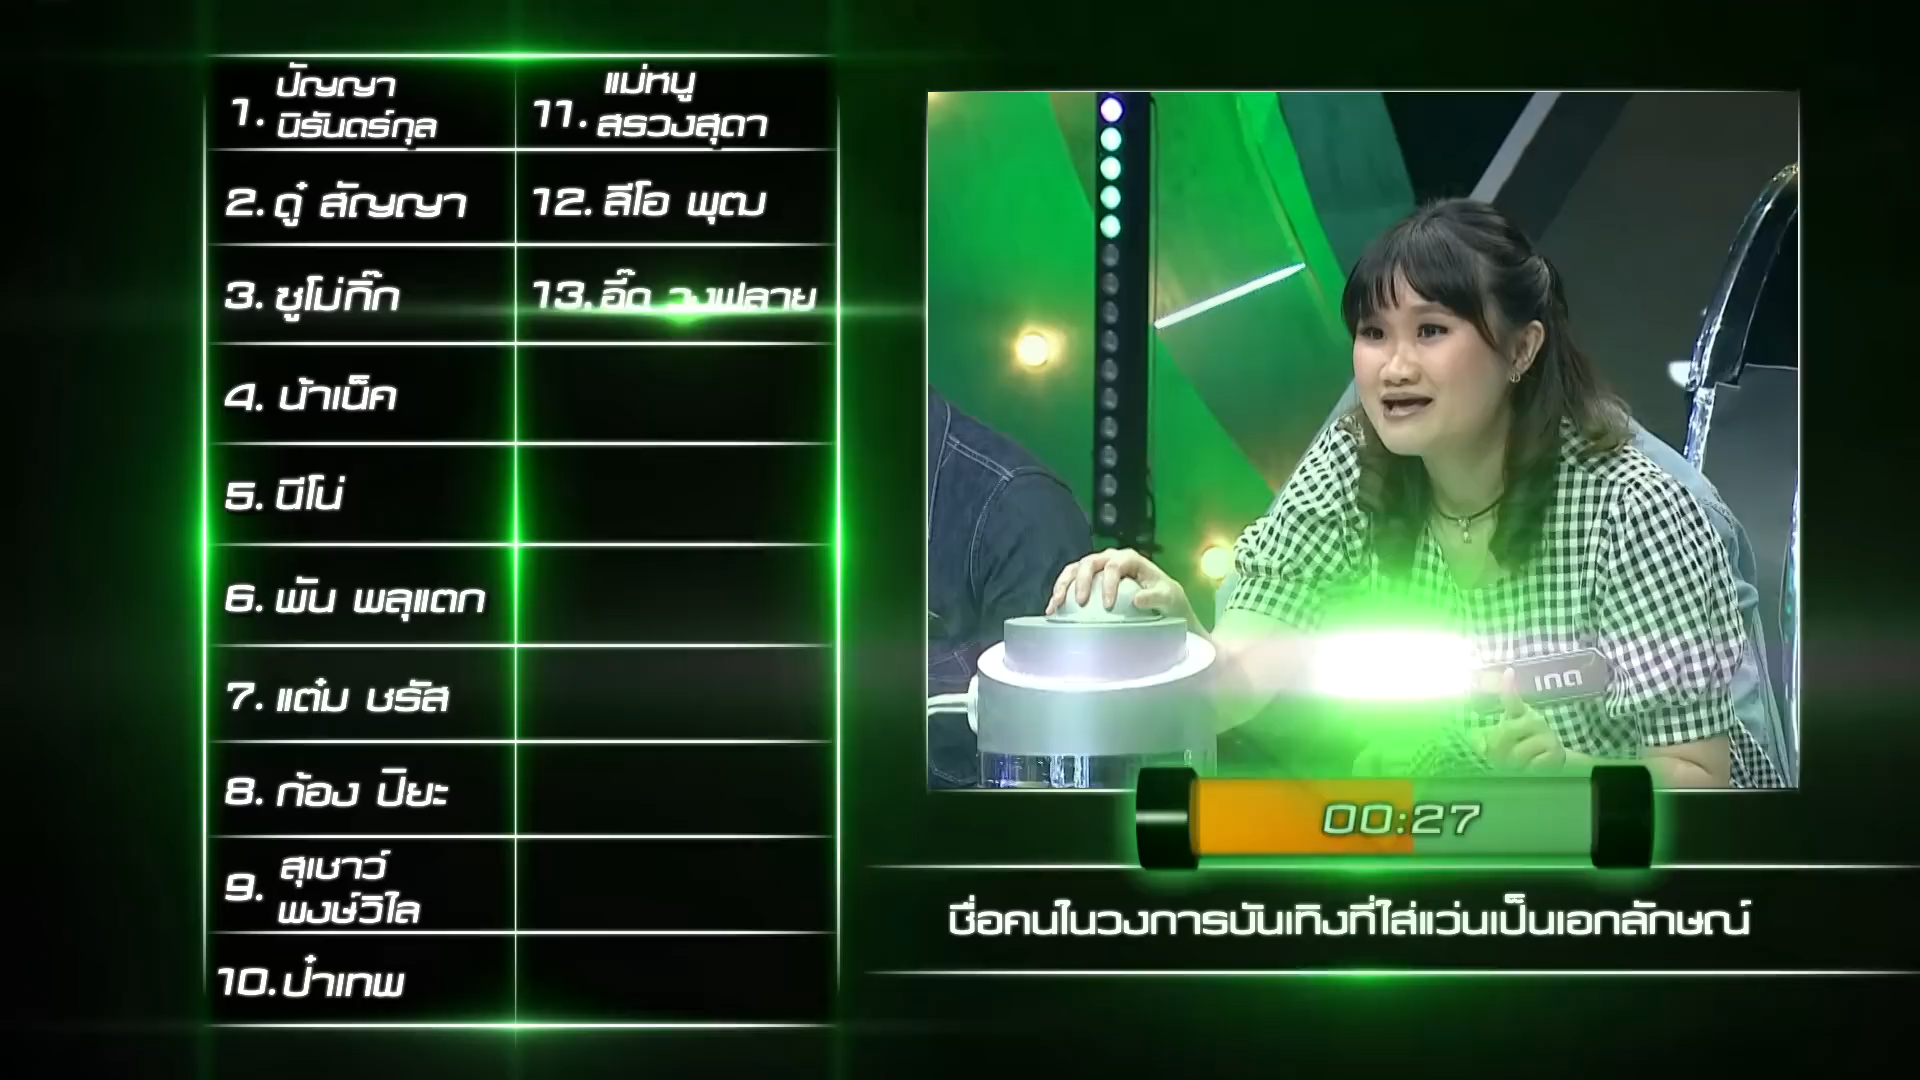 1. ปัญญา
นิรันดร์กุล
2. ดู๋ สัญญา
3. ซูโม่กิ๊ก
4. น้าเน็ค
5. นีโน่
6. พัน พลุแตก
7. แต๋ม ชรัส
8. ก้อง ปิยะ
9. สุเชาว์
พงษ์วิไล
10. ป๋าเทพ
11. แม่หนู
สรวงสุดา
12. ลีโอ พุฒ
13. อี๊ด วงฟลาย
เกด
00:27
ชื่อคนในวงการบันเทิงที่ใส่แว่นเป็นเอกลักษณ์